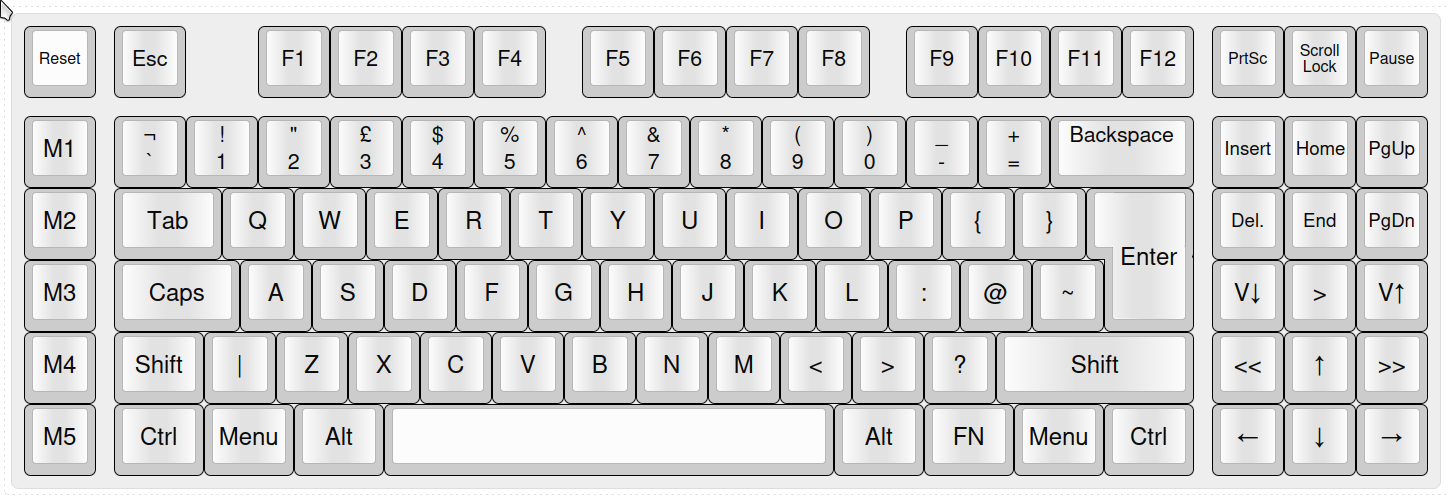 Reset Esc F1 F2 F3 F4 F5 F6 F7 F8 F9 F10 F11 F12 PrtSc Scroll Lock Pause
M1 ¬ ` ! 1 " 2 £ 3 $ 4 % 5 ^ 6 & 7 * 8 ( 9 ) 0 _ - + = Backspace Insert Home PgUp
M2 Tab Q W E R T Y U I O P { } Enter Del. End PgDn
M3 Caps A S D F G H J K L : @ ~ V↓ > V↑
M4 Shift | Z X C V B N M < > ? Shift << ↑ >>
M5 Ctrl Menu Alt Alt FN Menu Ctrl ← ↓ →